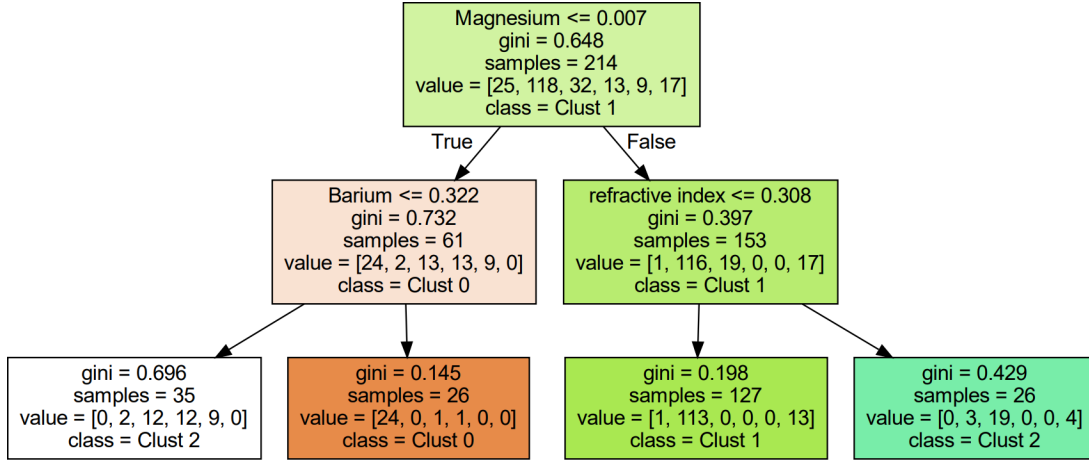 Magnesium <= 0.007
gini = 0.648
samples = 214
value = [25, 118, 32, 13, 9, 17]
class = Clust 1
True
False
Barium <= 0.322
gini = 0.732
samples = 61
value = [24, 2, 13, 13, 9, 0]
class = Clust 0
refractive index <= 0.308
gini = 0.397
samples = 153
value = [1, 116, 19, 0, 0, 17]
class = Clust 1
gini = 0.696
samples = 35
value = [0, 2, 12, 12, 9, 0]
class = Clust 2
gini = 0.145
samples = 26
value = [24, 0, 1, 1, 0, 0]
class = Clust 0
gini = 0.198
samples = 127
value = [1, 113, 0, 0, 0, 13]
class = Clust 1
gini = 0.429
samples = 26
value = [0, 3, 19, 0, 0, 4]
class = Clust 2